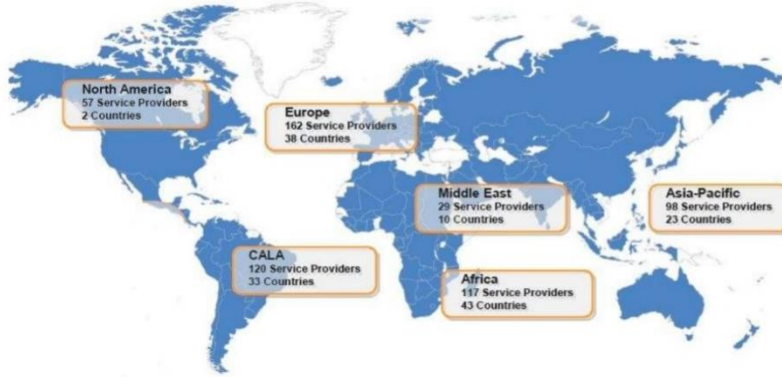 North America
57 Service Providers
2 Countries
Europe
162 Service Providers
38 Countries
Middle East
29 Service Providers
10 Countries
Asia-Pacific
98 Service Providers
23 Countries
CALA
120 Service Providers
33 Countries
Africa
117 Service Providers
43 Countries